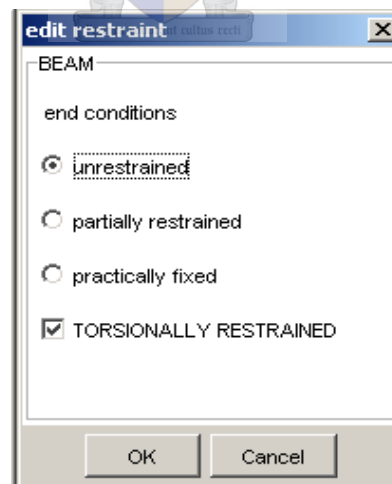 edit restraint
BEAM
end conditions
unrestrained
partially restrained
practically fixed
TORSIONALLY RESTRAINED
OK
Cancel